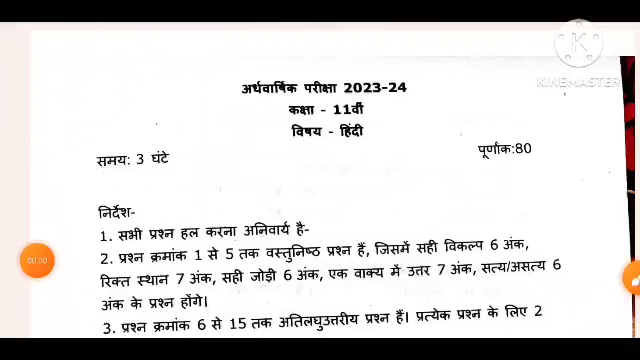 K
KINEMASTER
अर्धवार्षिक परीक्षा 2023-24
कक्षा - 11वीं
विषय - हिंदी
समय: 3 घंटे
पूर्णांक:80
निर्देश-
1. सभी प्रश्न हल करना अनिवार्य है-
2. प्रश्न क्रमांक 1 से 5 तक वस्तुनिष्ठ प्रश्न हैं, जिसमें सही विकल्प 6 अंक,
रिक्त स्थान 7 अंक, सही जोड़ी 6 अंक, एक वाक्य में उतर 7 अंक, सत्य/असत्य 6
अंक के प्रश्न होंगे।
00:00
3. प्रश्न क्रमांक 6 से 15 तक अतिलघुउत्तरीय प्रश्न हैं। प्रत्येक प्रश्न के लिए 2